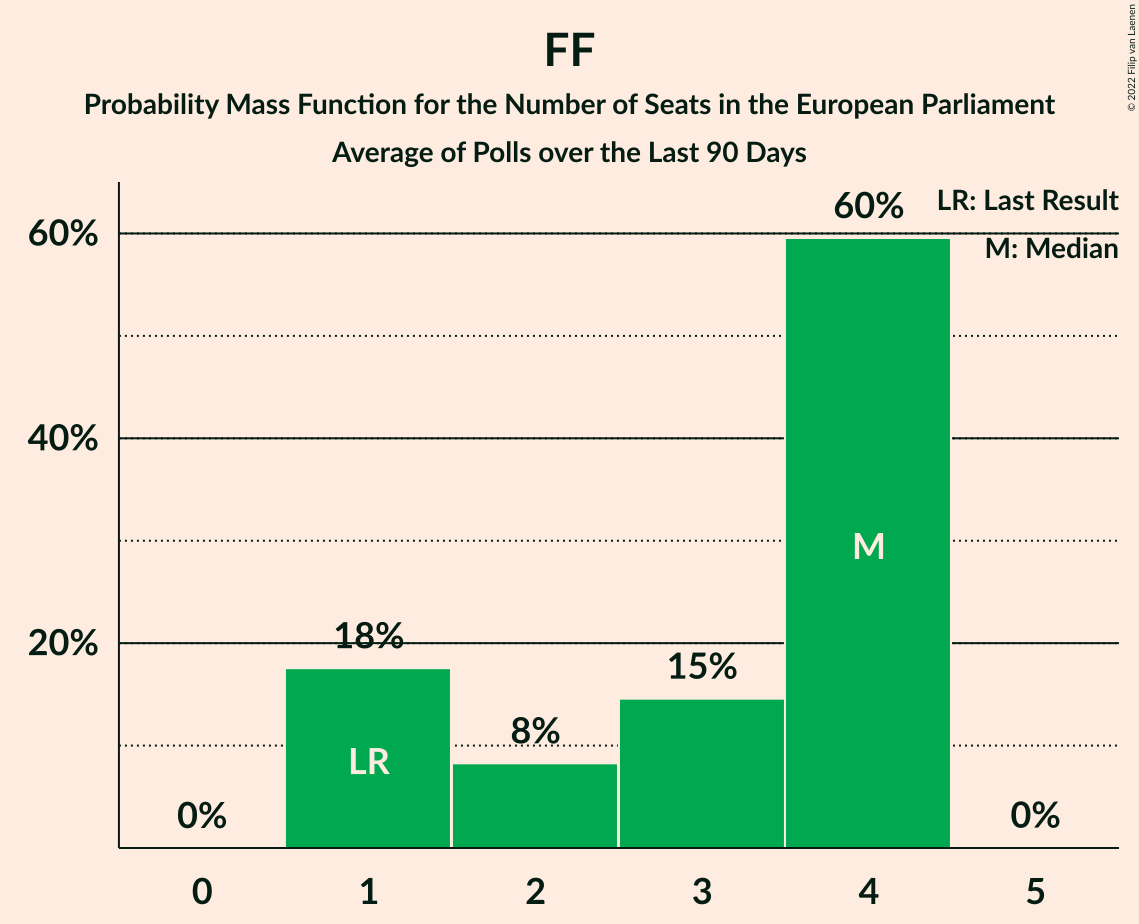 FF
Probability Mass Function for the Number of Seats in the European Parliament
Average of Polls over the Last 90 Days
© 2022 Filip van Laenen
LR: Last Result
M: Median
60%
40%
20%
0%
18%
8%
15%
60%
0%
LR
M
0
1
2
3
4
5